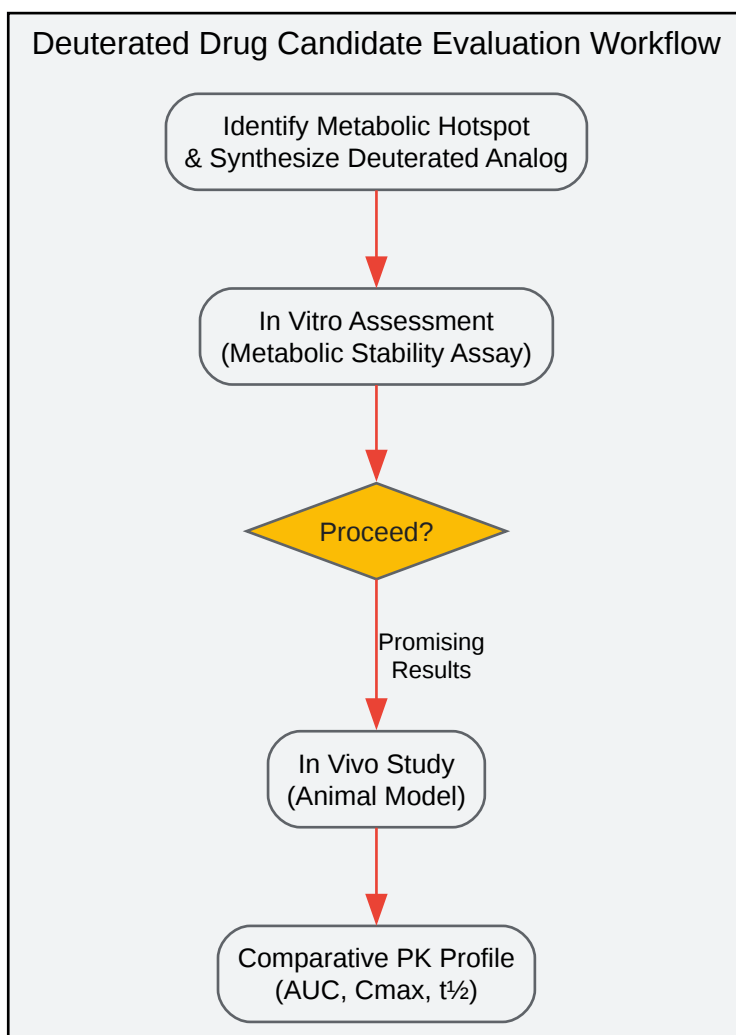 Deuterated Drug Candidate Evaluation Workflow
Identify Metabolic Hotspot
& Synthesize Deuterated Analog
In Vitro Assessment
(Metabolic Stability Assay)
Proceed?
Promising
Results
In Vivo Study
(Animal Model)
Comparative PK Profile
(AUC, Cmax, t½)